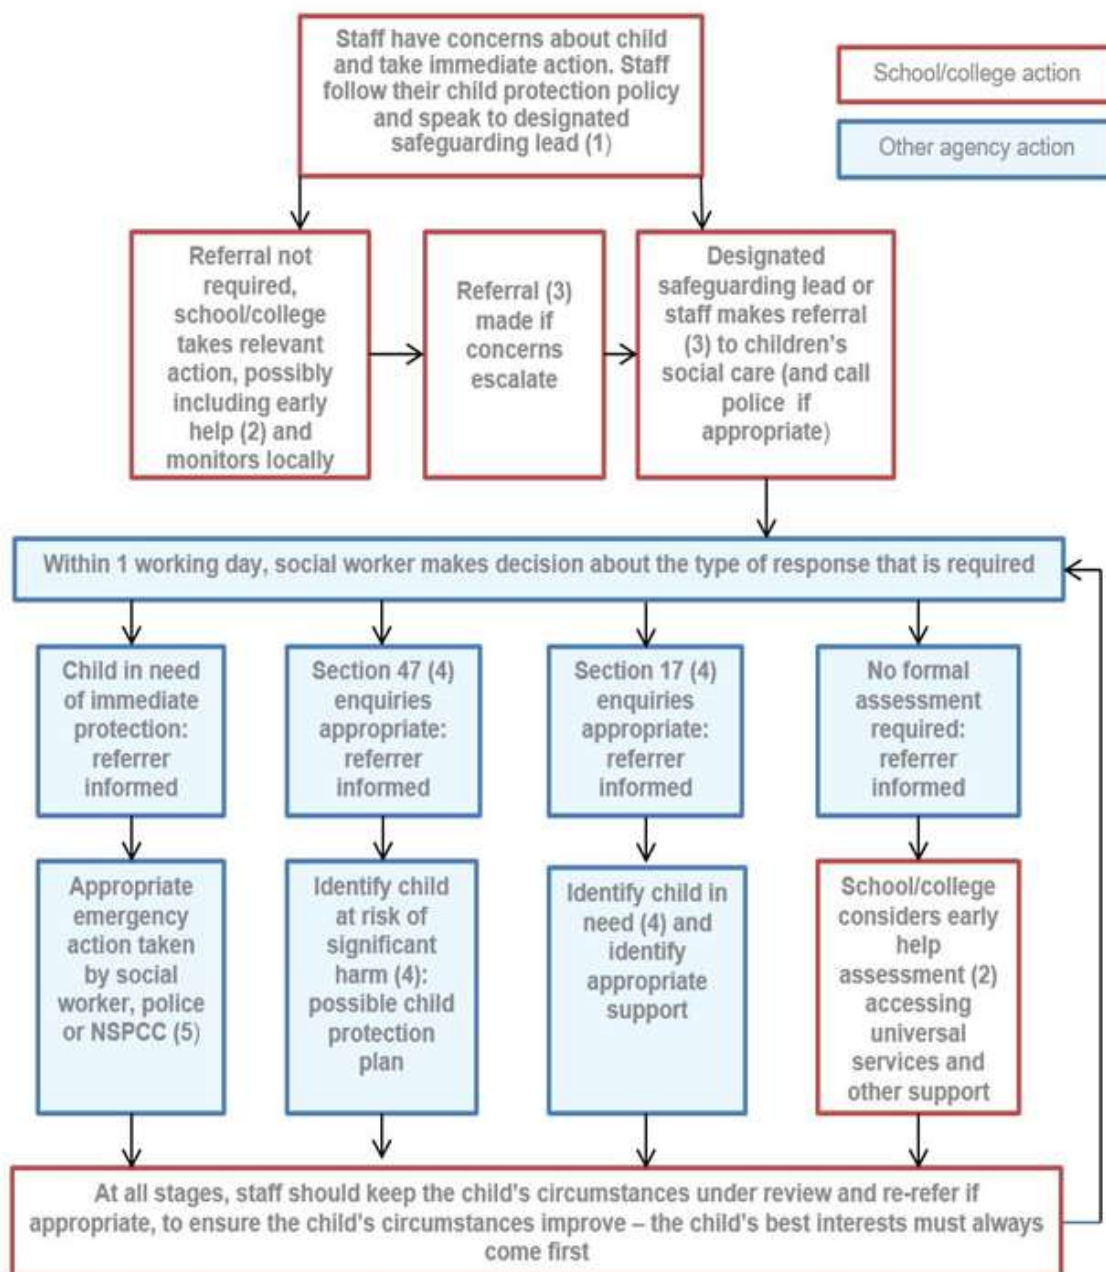 Staff have concerns about child
and take immediate action. Staff
follow their child protection policy
and speak to designated
safeguarding lead (1)
School/college action
Other agency action
Referral not
required,
school/college
takes relevant
action, possibly
including early
help (2) and
monitors locally
Referral (3)
made if
concerns
escalate
Designated
safeguarding lead or
staff makes referral
(3) to children's
social care (and call
police if
appropriate)
Within 1 working day, social worker makes decision about the type of response that is required
Child in need
of immediate
protection:
referrer
informed
Section 47 (4)
enquiries
appropriate:
referrer
informed
Section 17 (4)
enquiries
appropriate:
referrer
informed
No formal
assessment
required:
referrer
informed
Appropriate
emergency
action taken
by social
worker, police
or NSPCC (5)
Identify child
at risk of
significant
harm (4):
possible child
protection
plan
Identify child in
need (4) and
identify
appropriate
support
School/college
considers early
help
assessment (2)
accessing
universal
services and
other support
At all stages, staff should keep the child's circumstances under review and re-refer if
appropriate, to ensure the child's circumstances improve – the child's best interests must always
come first